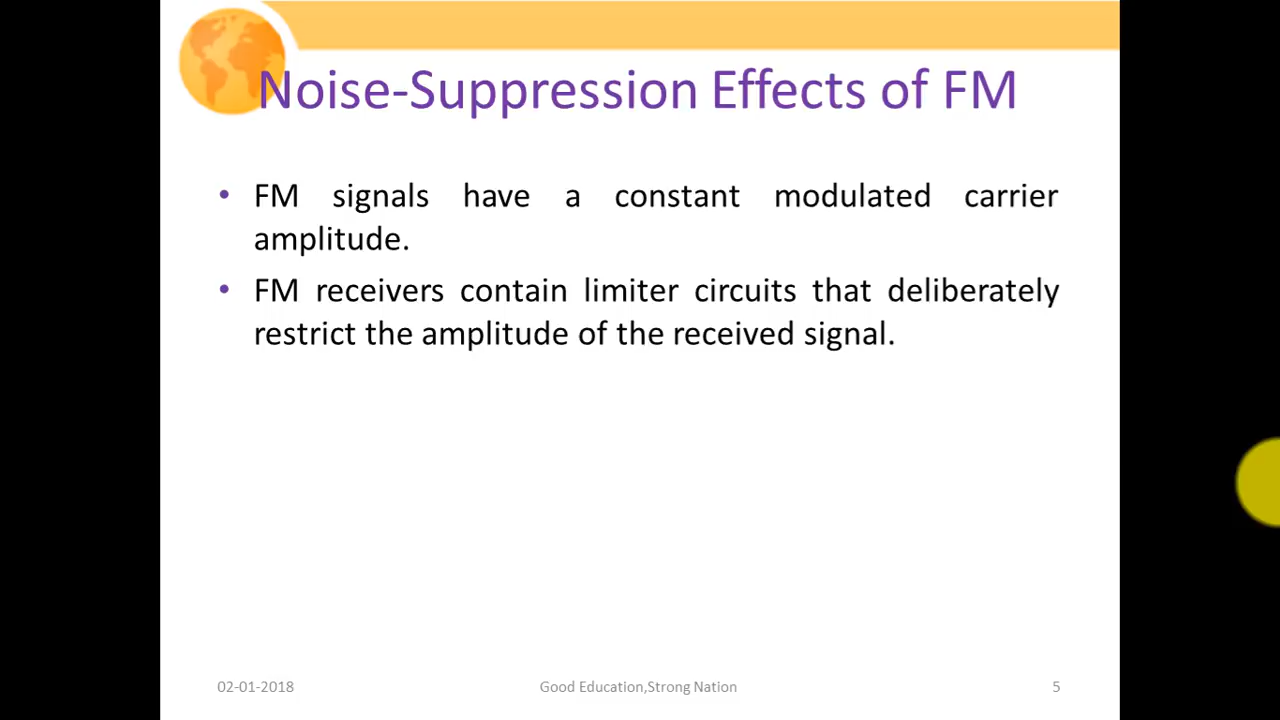 Noise-Suppression Effects of FM
• FM signals have a constant modulated carrier
amplitude.
• FM receivers contain limiter circuits that deliberately
restrict the amplitude of the received signal.
02-01-2018
Good Education,Strong Nation
5